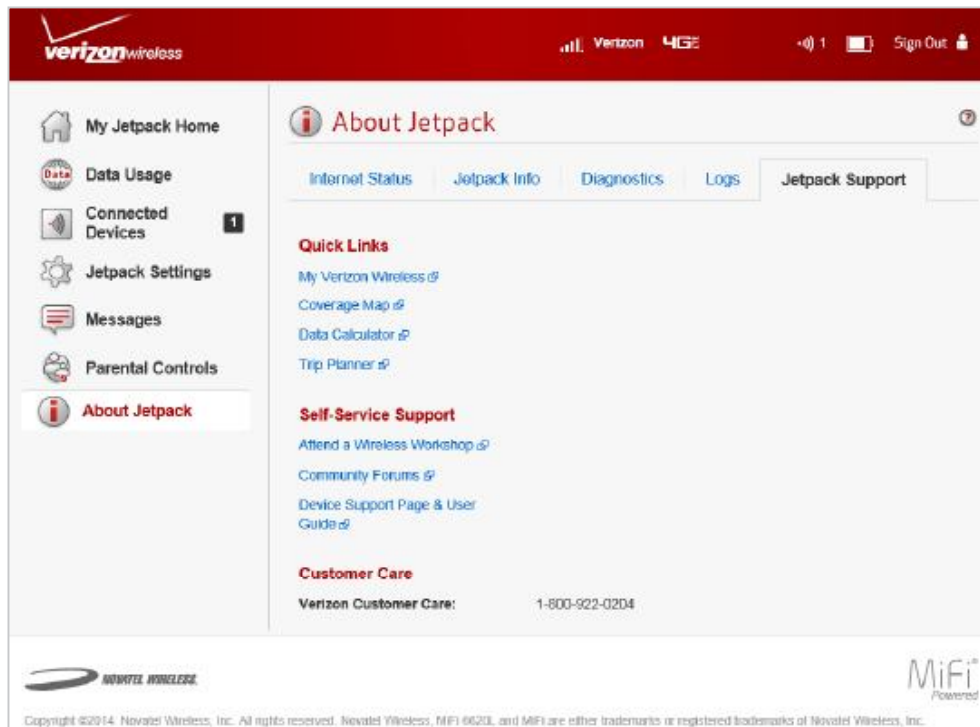 verizonwireless
Verizon 4GLTE
1
Sign Out
My Jetpack Home
Data
Data Usage
Connected
Devices
1
Jetpack Settings
Messages
Parental Controls
About Jetpack
About Jetpack
?
Internet Status
Jetpack Info
Diagnostics
Logs
Jetpack Support
Quick Links
My Verizon Wireless
Coverage Map
Data Calculator
Trip Planner
Self-Service Support
Attend a Wireless Workshop
Community Forums
Device Support Page & User
Guide
Customer Care
Verizon Customer Care: 1-800-922-0204
NOVATEL WIRELESS.
MiFi
Powered
Copyright ©2014 Novatel Wireless, Inc. All rights reserved. Novatel Wireless, MiFi 6620L, and MiFi are either trademarks or registered trademarks of Novatel Wireless, Inc.